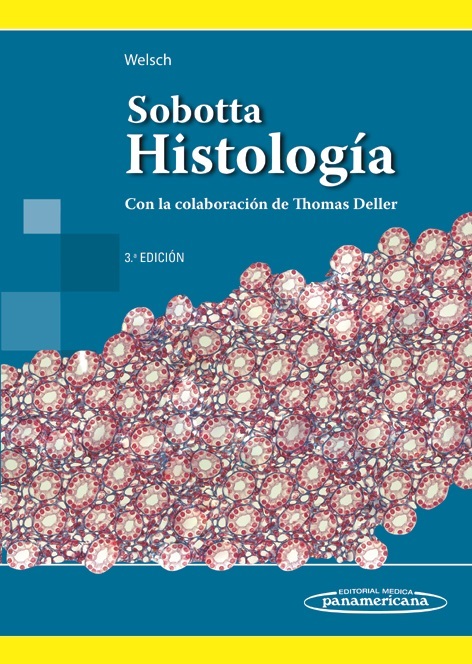 Welsch
Sobotta
Histología
Con la colaboración de Thomas Deller
3.ª EDICIÓN
EDITORIAL MEDICA
panamericana